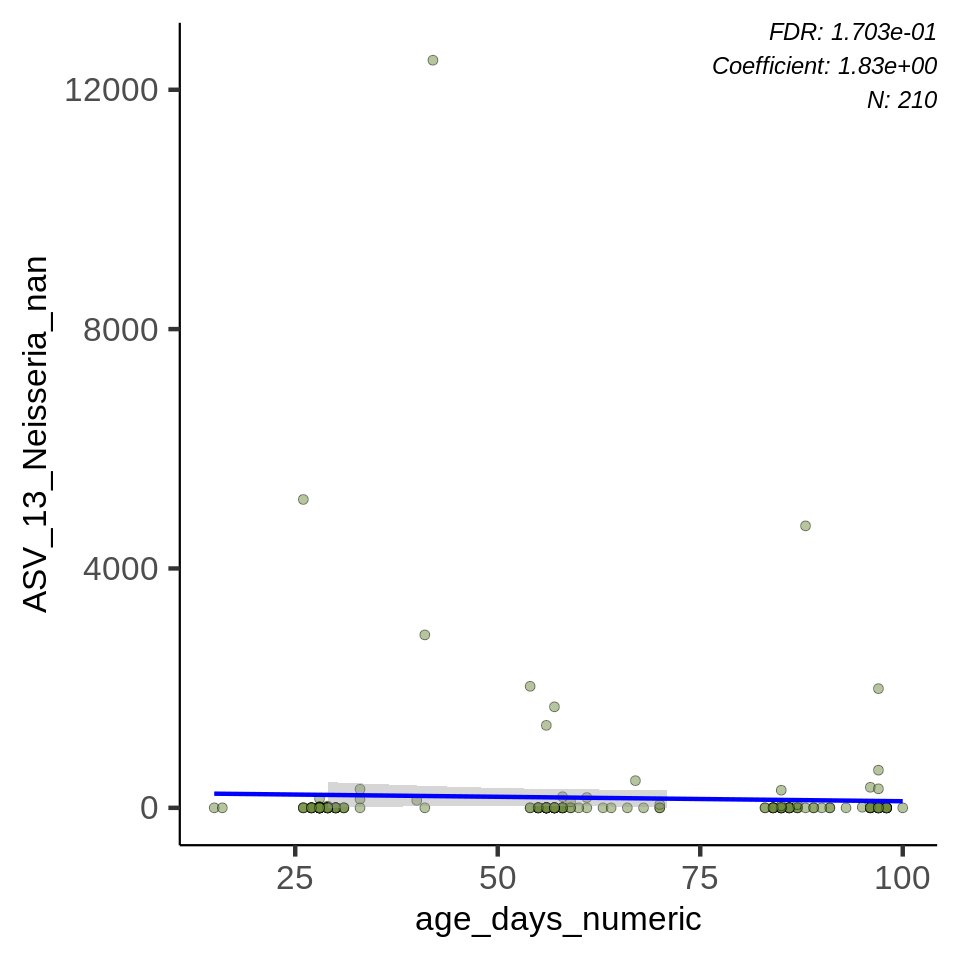 FDR: 1.703e-01
Coefficient: 1.83e+00
N: 210
12000
8000
4000
0
ASV_13_Neisseria_nan
25 50 75 100
age_days_numeric